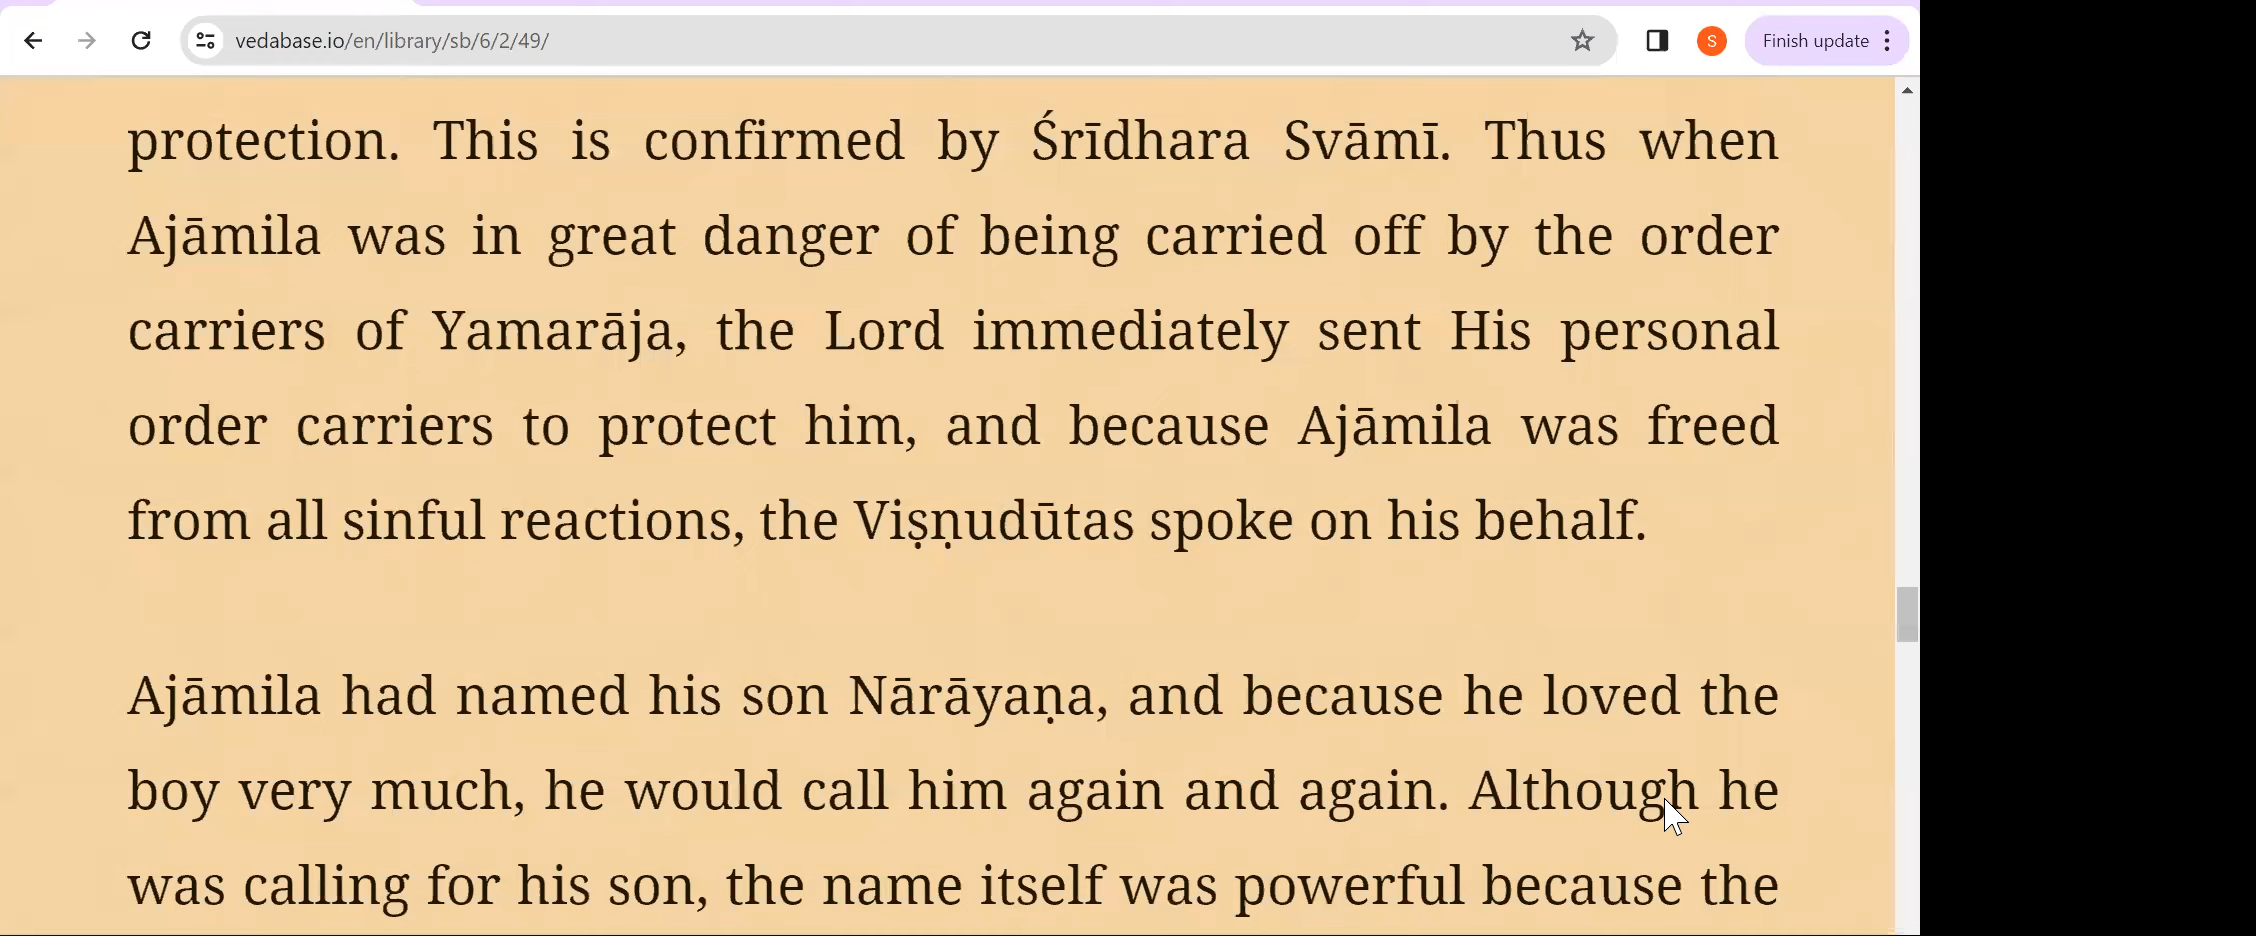 vedabase.io/en/library/sb/6/2/49/
S
Finish update
protection. This is confirmed by Śrīdhara Svāmī. Thus when
Ajāmila was in great danger of being carried off by the order
carriers of Yamarāja, the Lord immediately sent His personal
order carriers to protect him, and because Ajāmila was freed
from all sinful reactions, the Viṣṇudūtas spoke on his behalf.
Ajāmila had named his son Nārāyaṇa, and because he loved the
boy very much, he would call him again and again. Although he
was calling for his son, the name itself was powerful because the